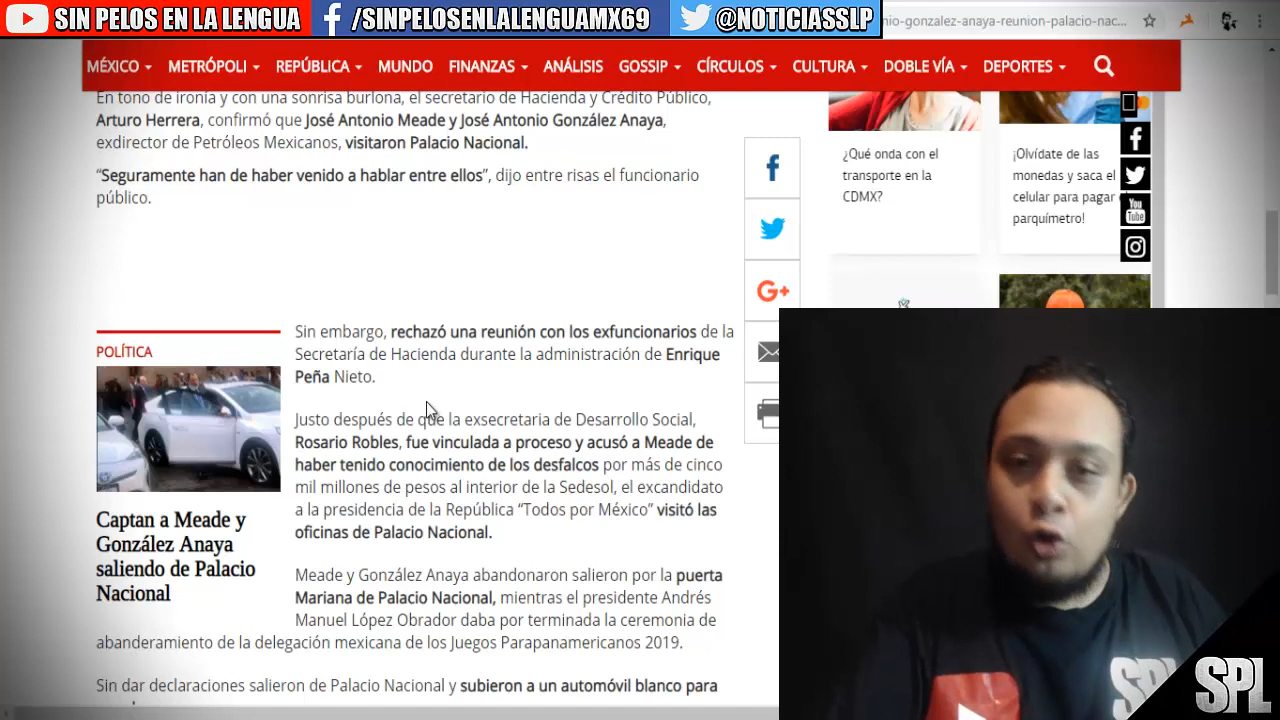 SIN PELOS EN LA LENGUA
/SINPELOSENLALENGUAMX69
@NOTICIASSLP
nio-gonzalez-anaya-reunion-palacio-nac...
MÉXICO
METRÓPOLI
REPÚBLICA
MUNDO
FINANZAS
ANÁLISIS
GOSSIP
CÍRCULOS
CULTURA
DOBLE VÍA
DEPORTES
En tono de ironía y con una sonrisa burlona, el secretario de Hacienda y Crédito Público,
Arturo Herrera, confirmó que José Antonio Meade y José Antonio González Anaya,
exdirector de Petróleos Mexicanos, visitaron Palacio Nacional.
“Seguramente han de haber venido a hablar entre ellos”, dijo entre risas el funcionario
público.
POLÍTICA
Captan a Meade y
González Anaya
saliendo de Palacio
Nacional
Sin embargo, rechazó una reunión con los exfuncionarios de la
Secretaría de Hacienda durante la administración de Enrique
Peña Nieto.
Justo después de que la exsecretaria de Desarrollo Social,
Rosario Robles, fue vinculada a proceso y acusó a Meade de
haber tenido conocimiento de los desfalcos por más de cinco
mil millones de pesos al interior de la Sedesol, el excandidato
a la presidencia de la República “Todos por México” visitó las
oficinas de Palacio Nacional.
Meade y González Anaya abandonaron salieron por la puerta
Mariana de Palacio Nacional, mientras el presidente Andrés
Manuel López Obrador daba por terminada la ceremonia de
abanderamiento de la delegación mexicana de los Juegos Parapanamericanos 2019.
Sin dar declaraciones salieron de Palacio Nacional y subieron a un automóvil blanco para
G+
¿Qué onda con el
transporte en la
CDMX?
¡Olvídate de las
monedas y saca el
celular para pagar
parquímetro!
You
Tube
SPL
SPL